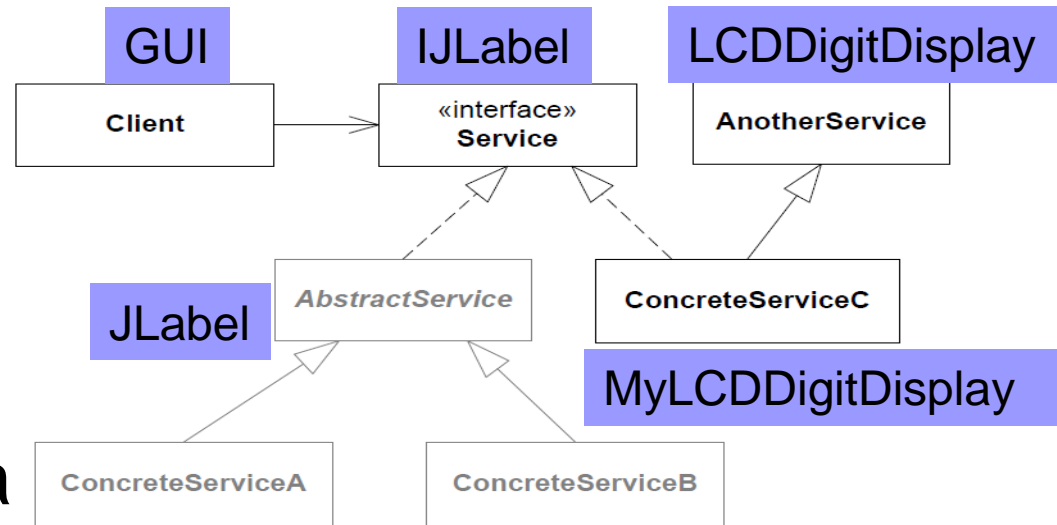 GUI
IJLabel
LCDDigitDisplay
Client
«interface»
Service
AnotherService
AbstractService
ConcreteServiceC
JLabel
MyLCDDigitDisplay
a
ConcreteServiceA
ConcreteServiceB